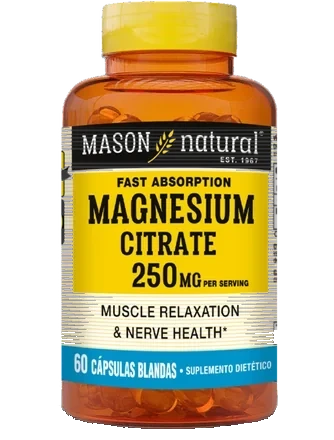 MASON natural®
EST. 1967
FAST ABSORPTION
MAGNESIUM
CITRATE
250MG PER SERVING
MUSCLE RELAXATION
& NERVE HEALTH*
60 CÁPSULAS BLANDAS • SUPLEMENTO DIETÉTICO